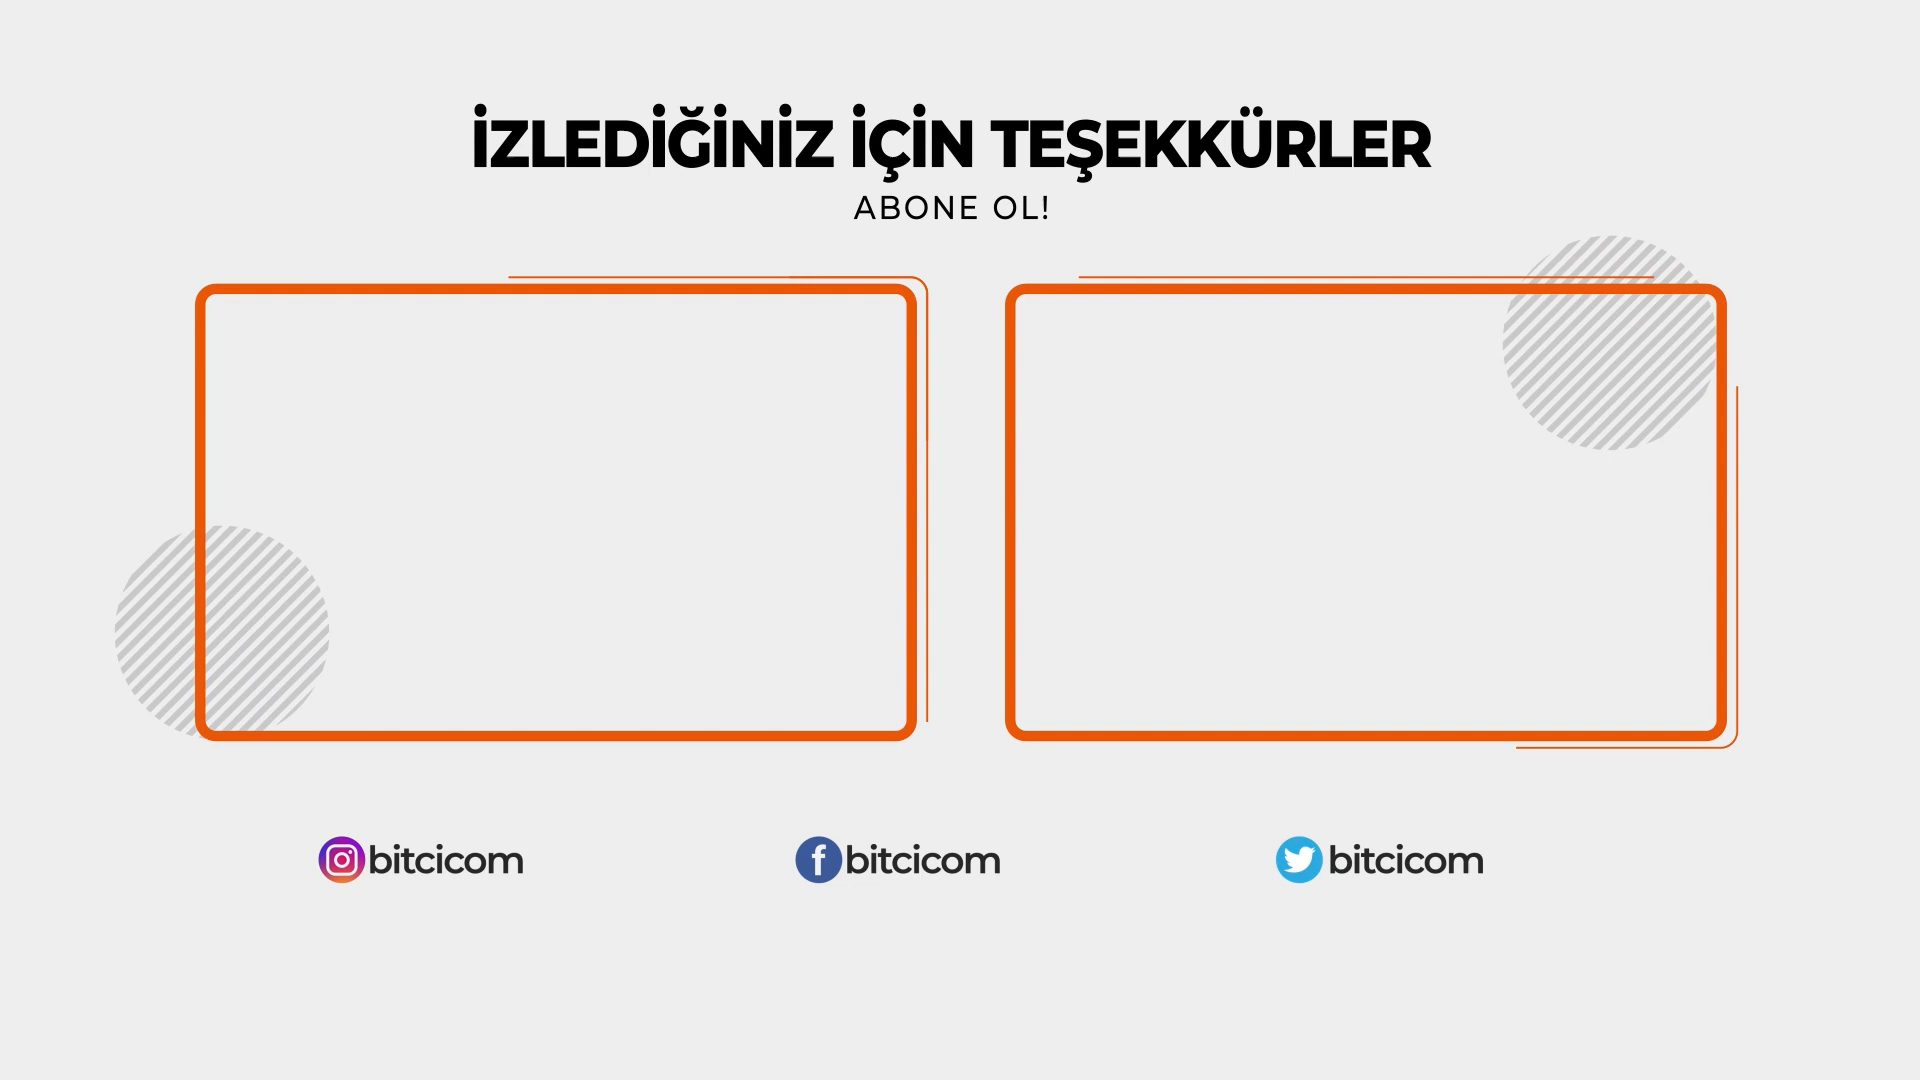 İZLEDİĞİNİZ İÇİN TEŞEKKÜRLER
ABONE OL!
bitcicom
bitcicom
bitcicom